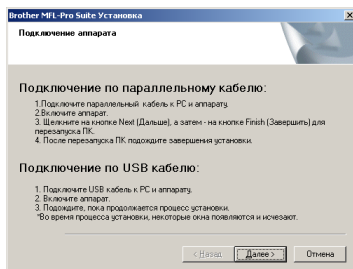 Brother MFL-Pro Suite Установка
Подключение аппарата
Подключение по параллельному кабелю:
1.Подключите параллельный кабель к PC и аппарату.
2.Включите аппарат.
3. Щелкните на кнопке Next (Дальше), а затем - на кнопке Finish (Завершить) для
перезапуска ПК.
4. После перезапуска ПК подождите завершения установки.
Подключение по USB кабелю:
1. Подключите USB кабель к PC и аппарату.
2. Включите аппарат.
3. Подождите, пока продолжается процесс установки.
*Во время процесса установки, некоторые окна появляются и исчезают.
< Назад Далее > Отмена